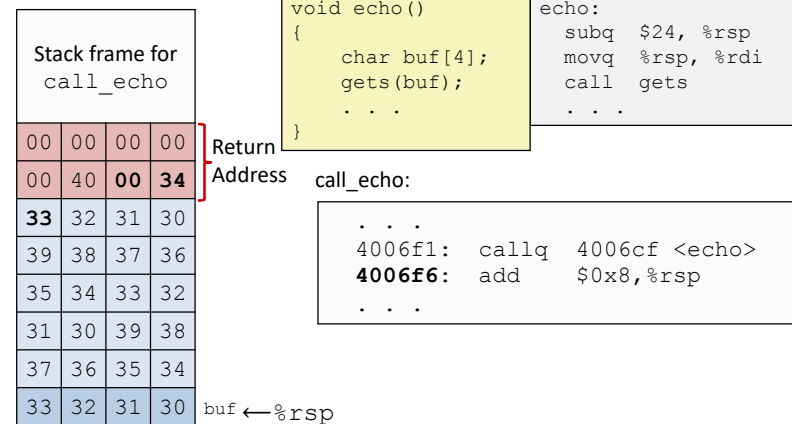 void echo()
{
    char buf[4];
    gets(buf);
    . . .
}
echo:
  subq  $24, %rsp
  movq  %rsp, %rdi
  call  gets
  . . .
Stack frame for
call_echo
00 00 00 00
00 40 00 34
Return
Address
33 32 31 30
39 38 37 36
35 34 33 32
31 30 39 38
37 36 35 34
33 32 31 30
buf ←%rsp
call_echo:
. . .
4006f1:  callq  4006cf <echo>
4006f6:  add    $0x8,%rsp
. . .